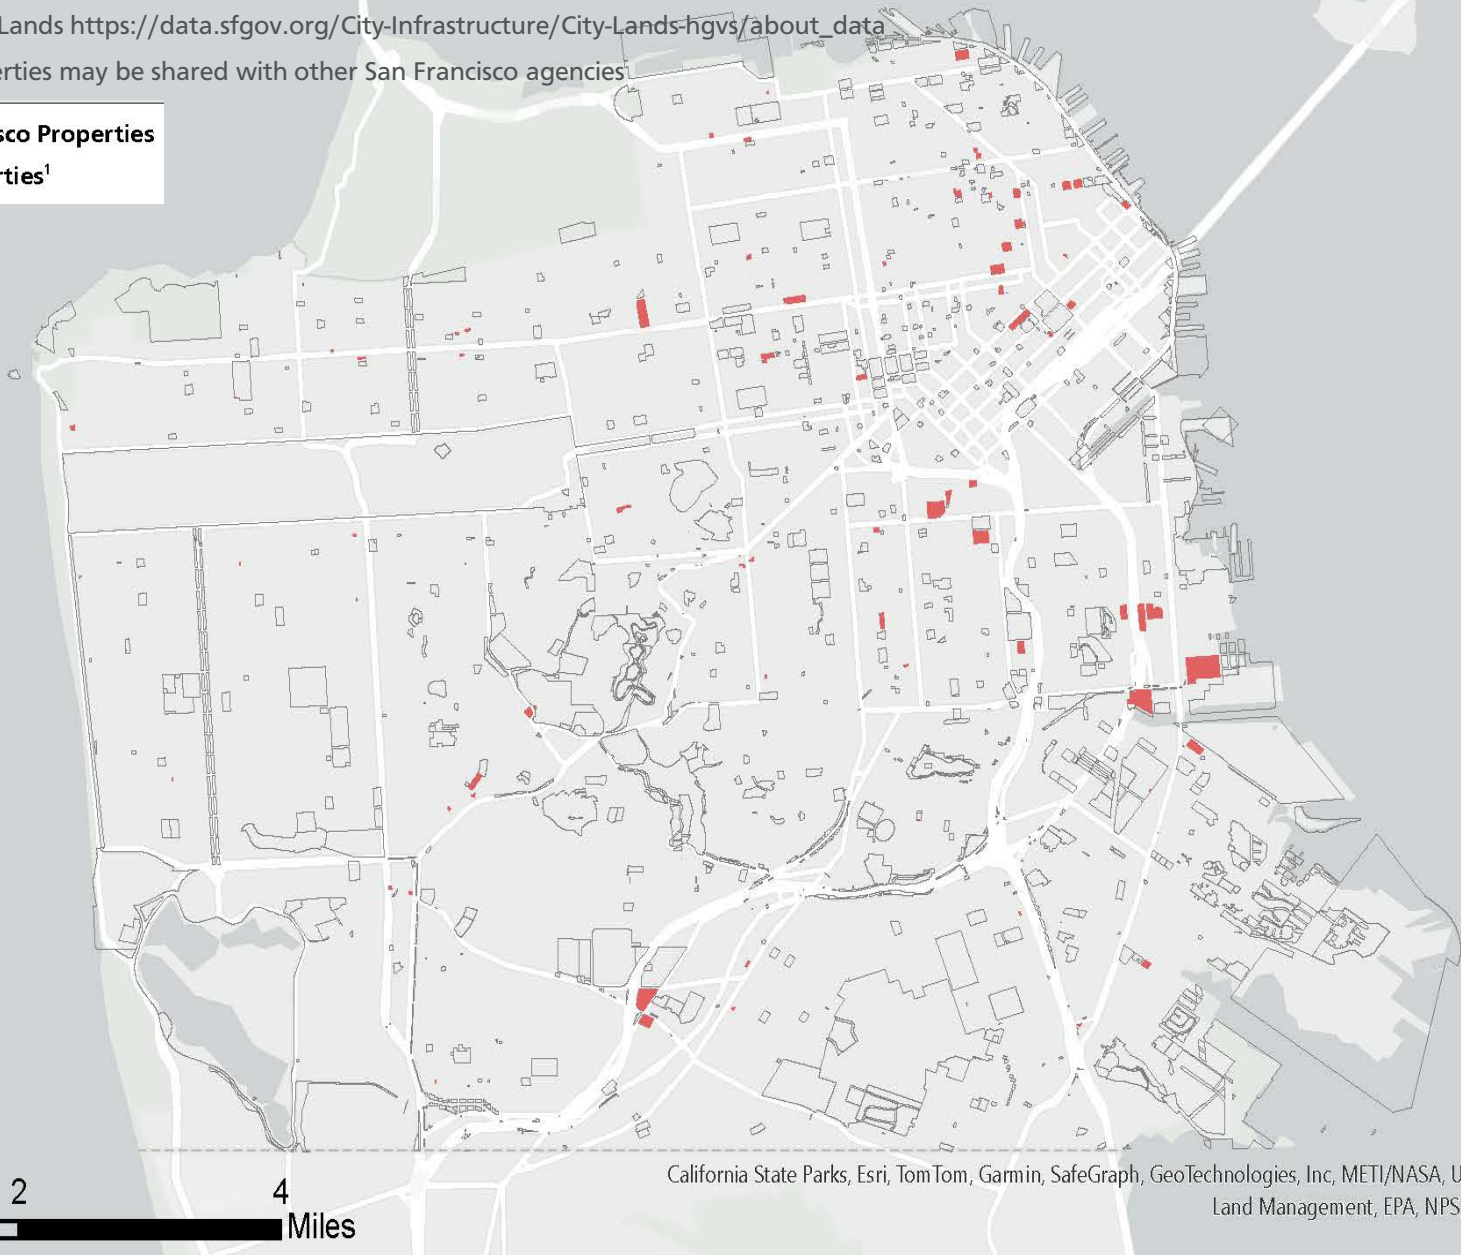 Lands https://data.sfgov.org/City-Infrastructure/City-Lands-hgvs/about_data
erties may be shared with other San Francisco agencies
sco Properties
rties¹
2 4
Miles
California State Parks, Esri, TomTom, Garmin, SafeGraph, GeoTechnologies, Inc, METI/NASA, U
Land Management, EPA, NPS